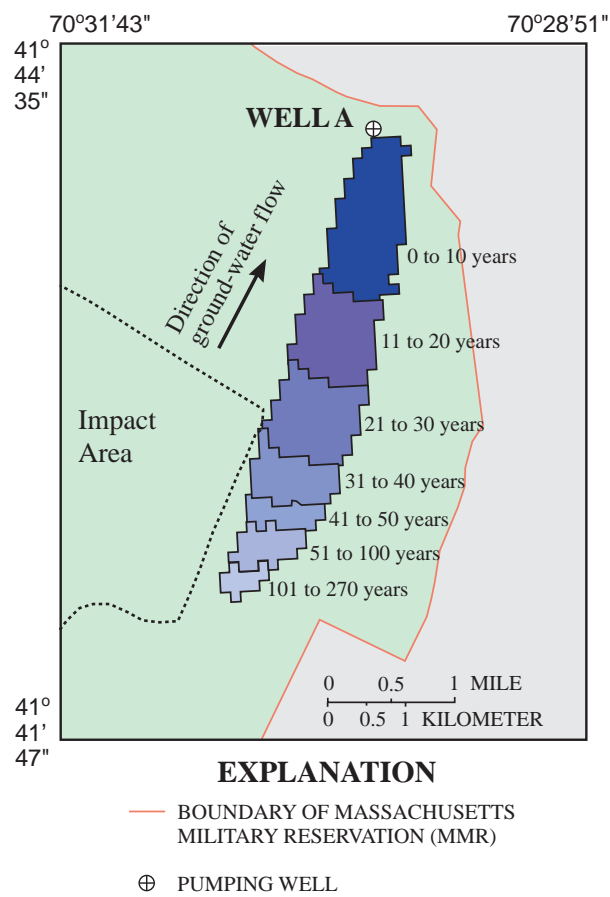 70°31'43"
70°28'51"
41°
44'
35"
WELL A
Direction of
ground-water flow
0 to 10 years
11 to 20 years
Impact
Area
21 to 30 years
31 to 40 years
41 to 50 years
51 to 100 years
101 to 270 years
0 0.5 1 MILE
0 0.5 1 KILOMETER
41°
41'
47"
EXPLANATION
BOUNDARY OF MASSACHUSETTS
MILITARY RESERVATION (MMR)
PUMPING WELL